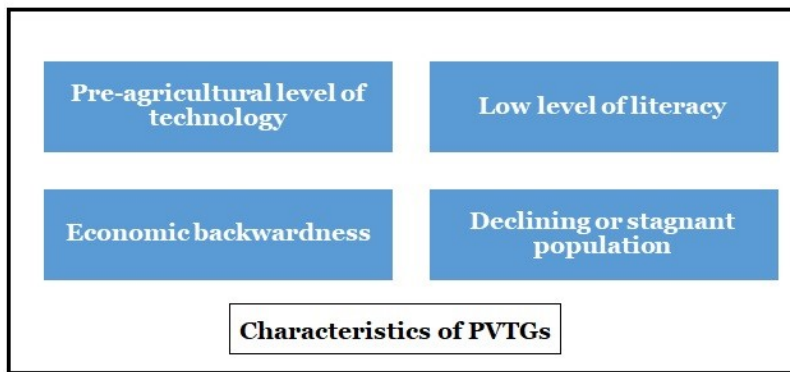 Pre-agricultural level of
technology
Low level of literacy
Economic backwardness
Declining or stagnant
population
Characteristics of PVTGs